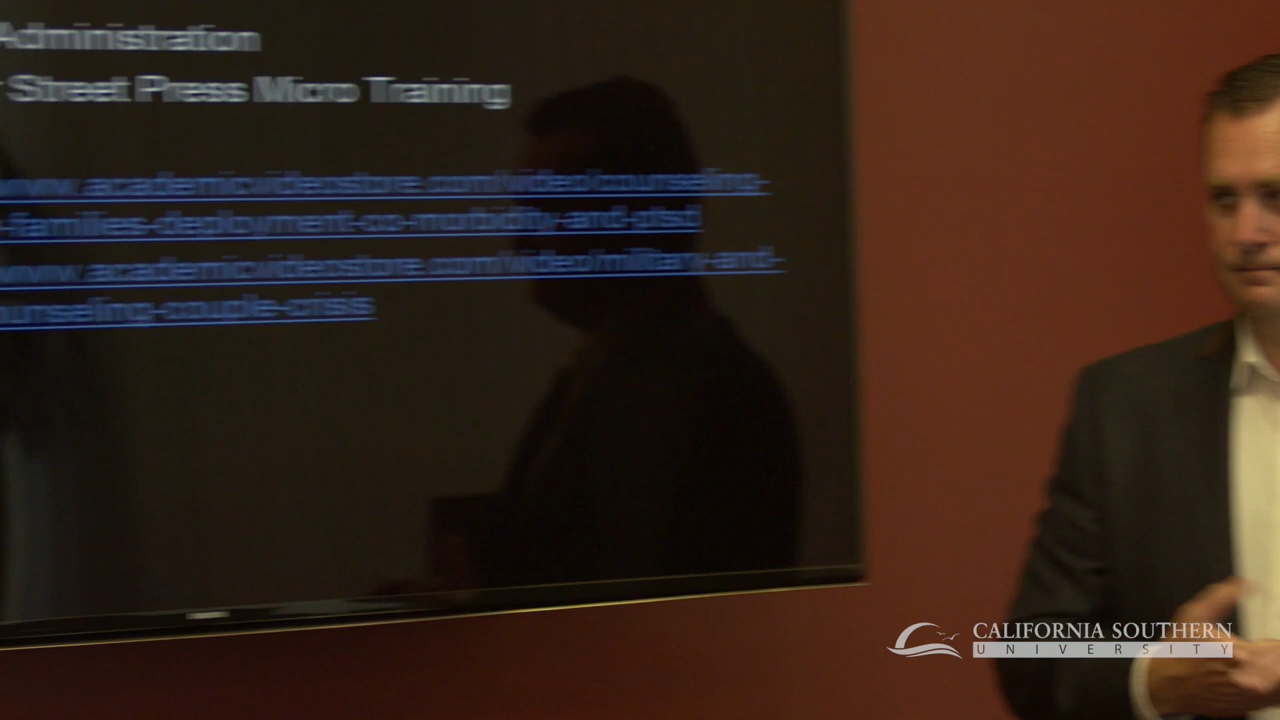 Administration
Street Press Micro Training
www.academicvideostore.com/video/counseling-
-families-deployment-co-morbidity-and-ptsd
www.academicvideostore.com/video/military-and-
ounseling-couple-crisis
CALIFORNIA SOUTHERN
UNIVERSITY